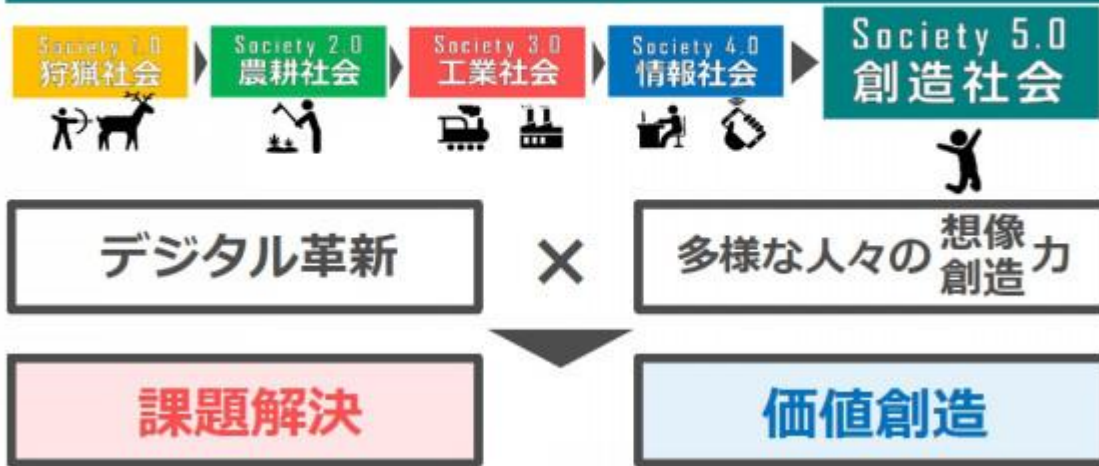 Society 1.0
狩猟社会
Society 2.0
農耕社会
Society 3.0
工業社会
Society 4.0
情報社会
Society 5.0
創造社会
デジタル革新
×
多様な人々の想像力
創造
課題解決
価値創造